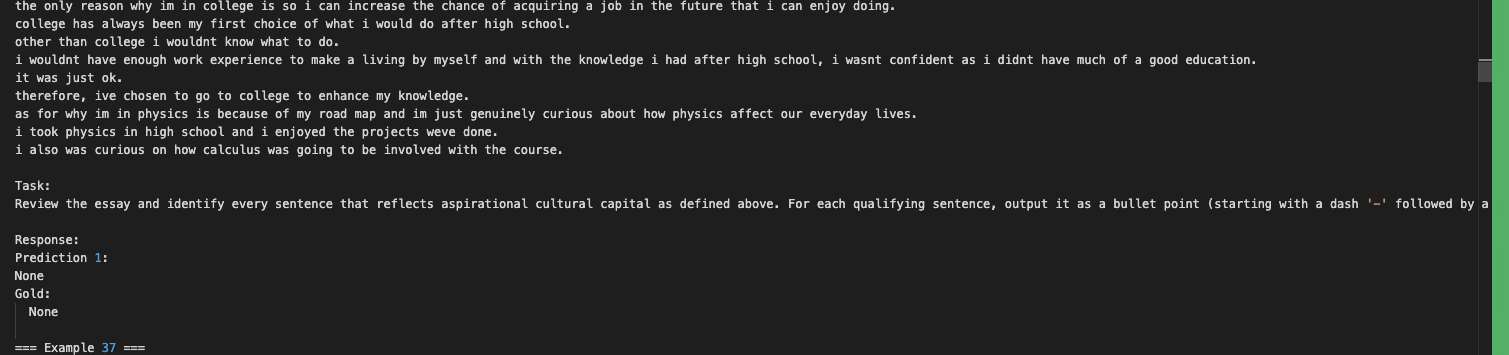 the only reason why im in college is so i can increase the chance of acquiring a job in the future that i can enjoy doing.
college has always been my first choice of what i would do after high school.
other than college i wouldnt know what to do.
i wouldnt have enough work experience to make a living by myself and with the knowledge i had after high school, i wasnt confident as i didnt have much of a good education.
it was just ok.
therefore, ive chosen to go to college to enhance my knowledge.
as for why im in physics is because of my road map and im just genuinely curious about how physics affect our everyday lives.
i took physics in high school and i enjoyed the projects weve done.
i also was curious on how calculus was going to be involved with the course.
Task:
Review the essay and identify every sentence that reflects aspirational cultural capital as defined above. For each qualifying sentence, output it as a bullet point (starting with a dash '-' followed by a
Response:
Prediction 1:
None
Gold:
None
=== Example 37 ===